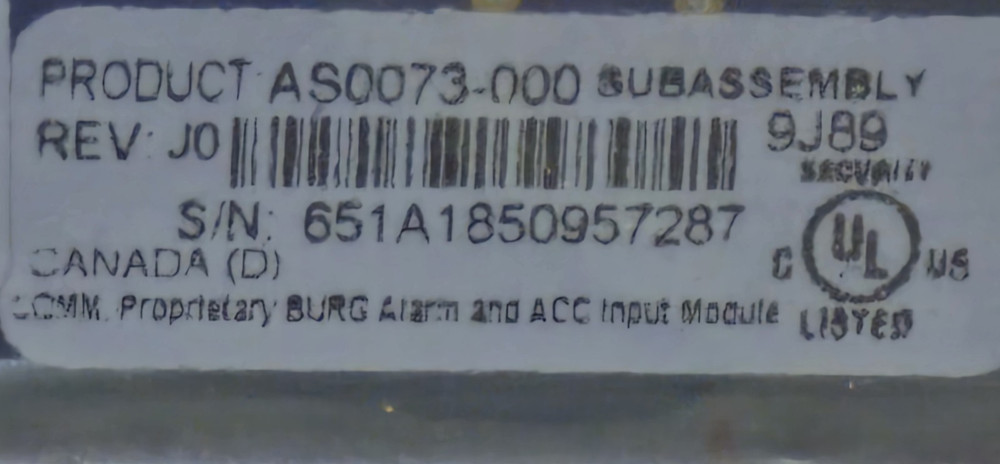 PRODUCT: AS0073-000 SUBASSEMBLY
REV: J0 9J89
SECURITY
S/N: 651A1850957287
C UL US
CANADA (D)
COMM. Proprietary BURG Alarm and ACC Input Module
LISTED